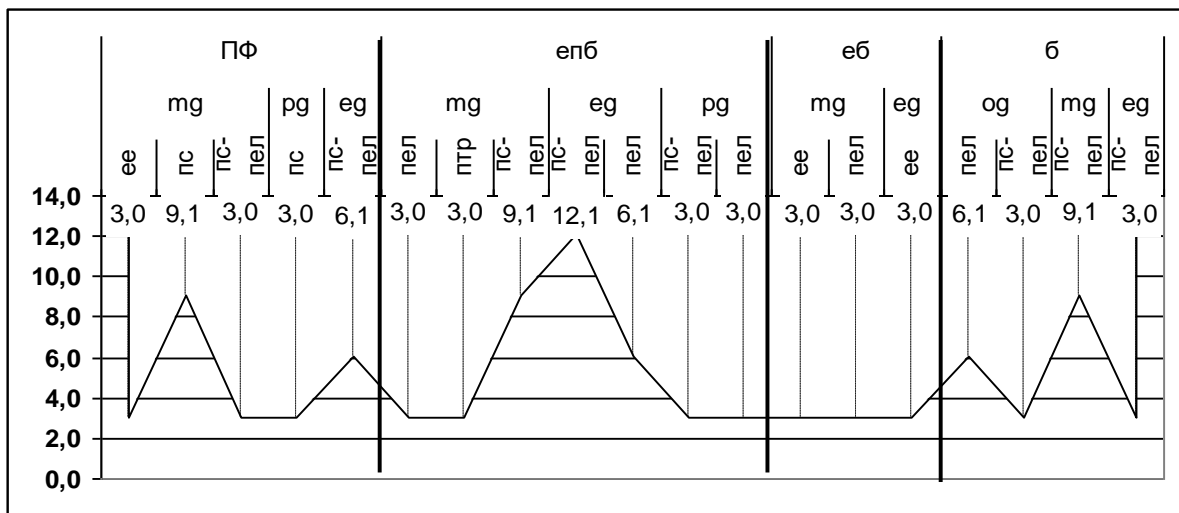 ПФ епб еб б
mg pg eg mg eg pg mg eg og mg eg
ее пс пс-пел пс пс-пел пел птр пс-пел пс-пел пел пс-пел пел ее пел ее пел пс-пел пс-пел пс-пел
14,0
3,0 9,1 3,0 3,0 6,1 3,0 3,0 9,1 12,1 6,1 3,0 3,0 3,0 3,0 3,0 6,1 3,0 9,1 3,0
12,0
10,0
8,0
6,0
4,0
2,0
0,0